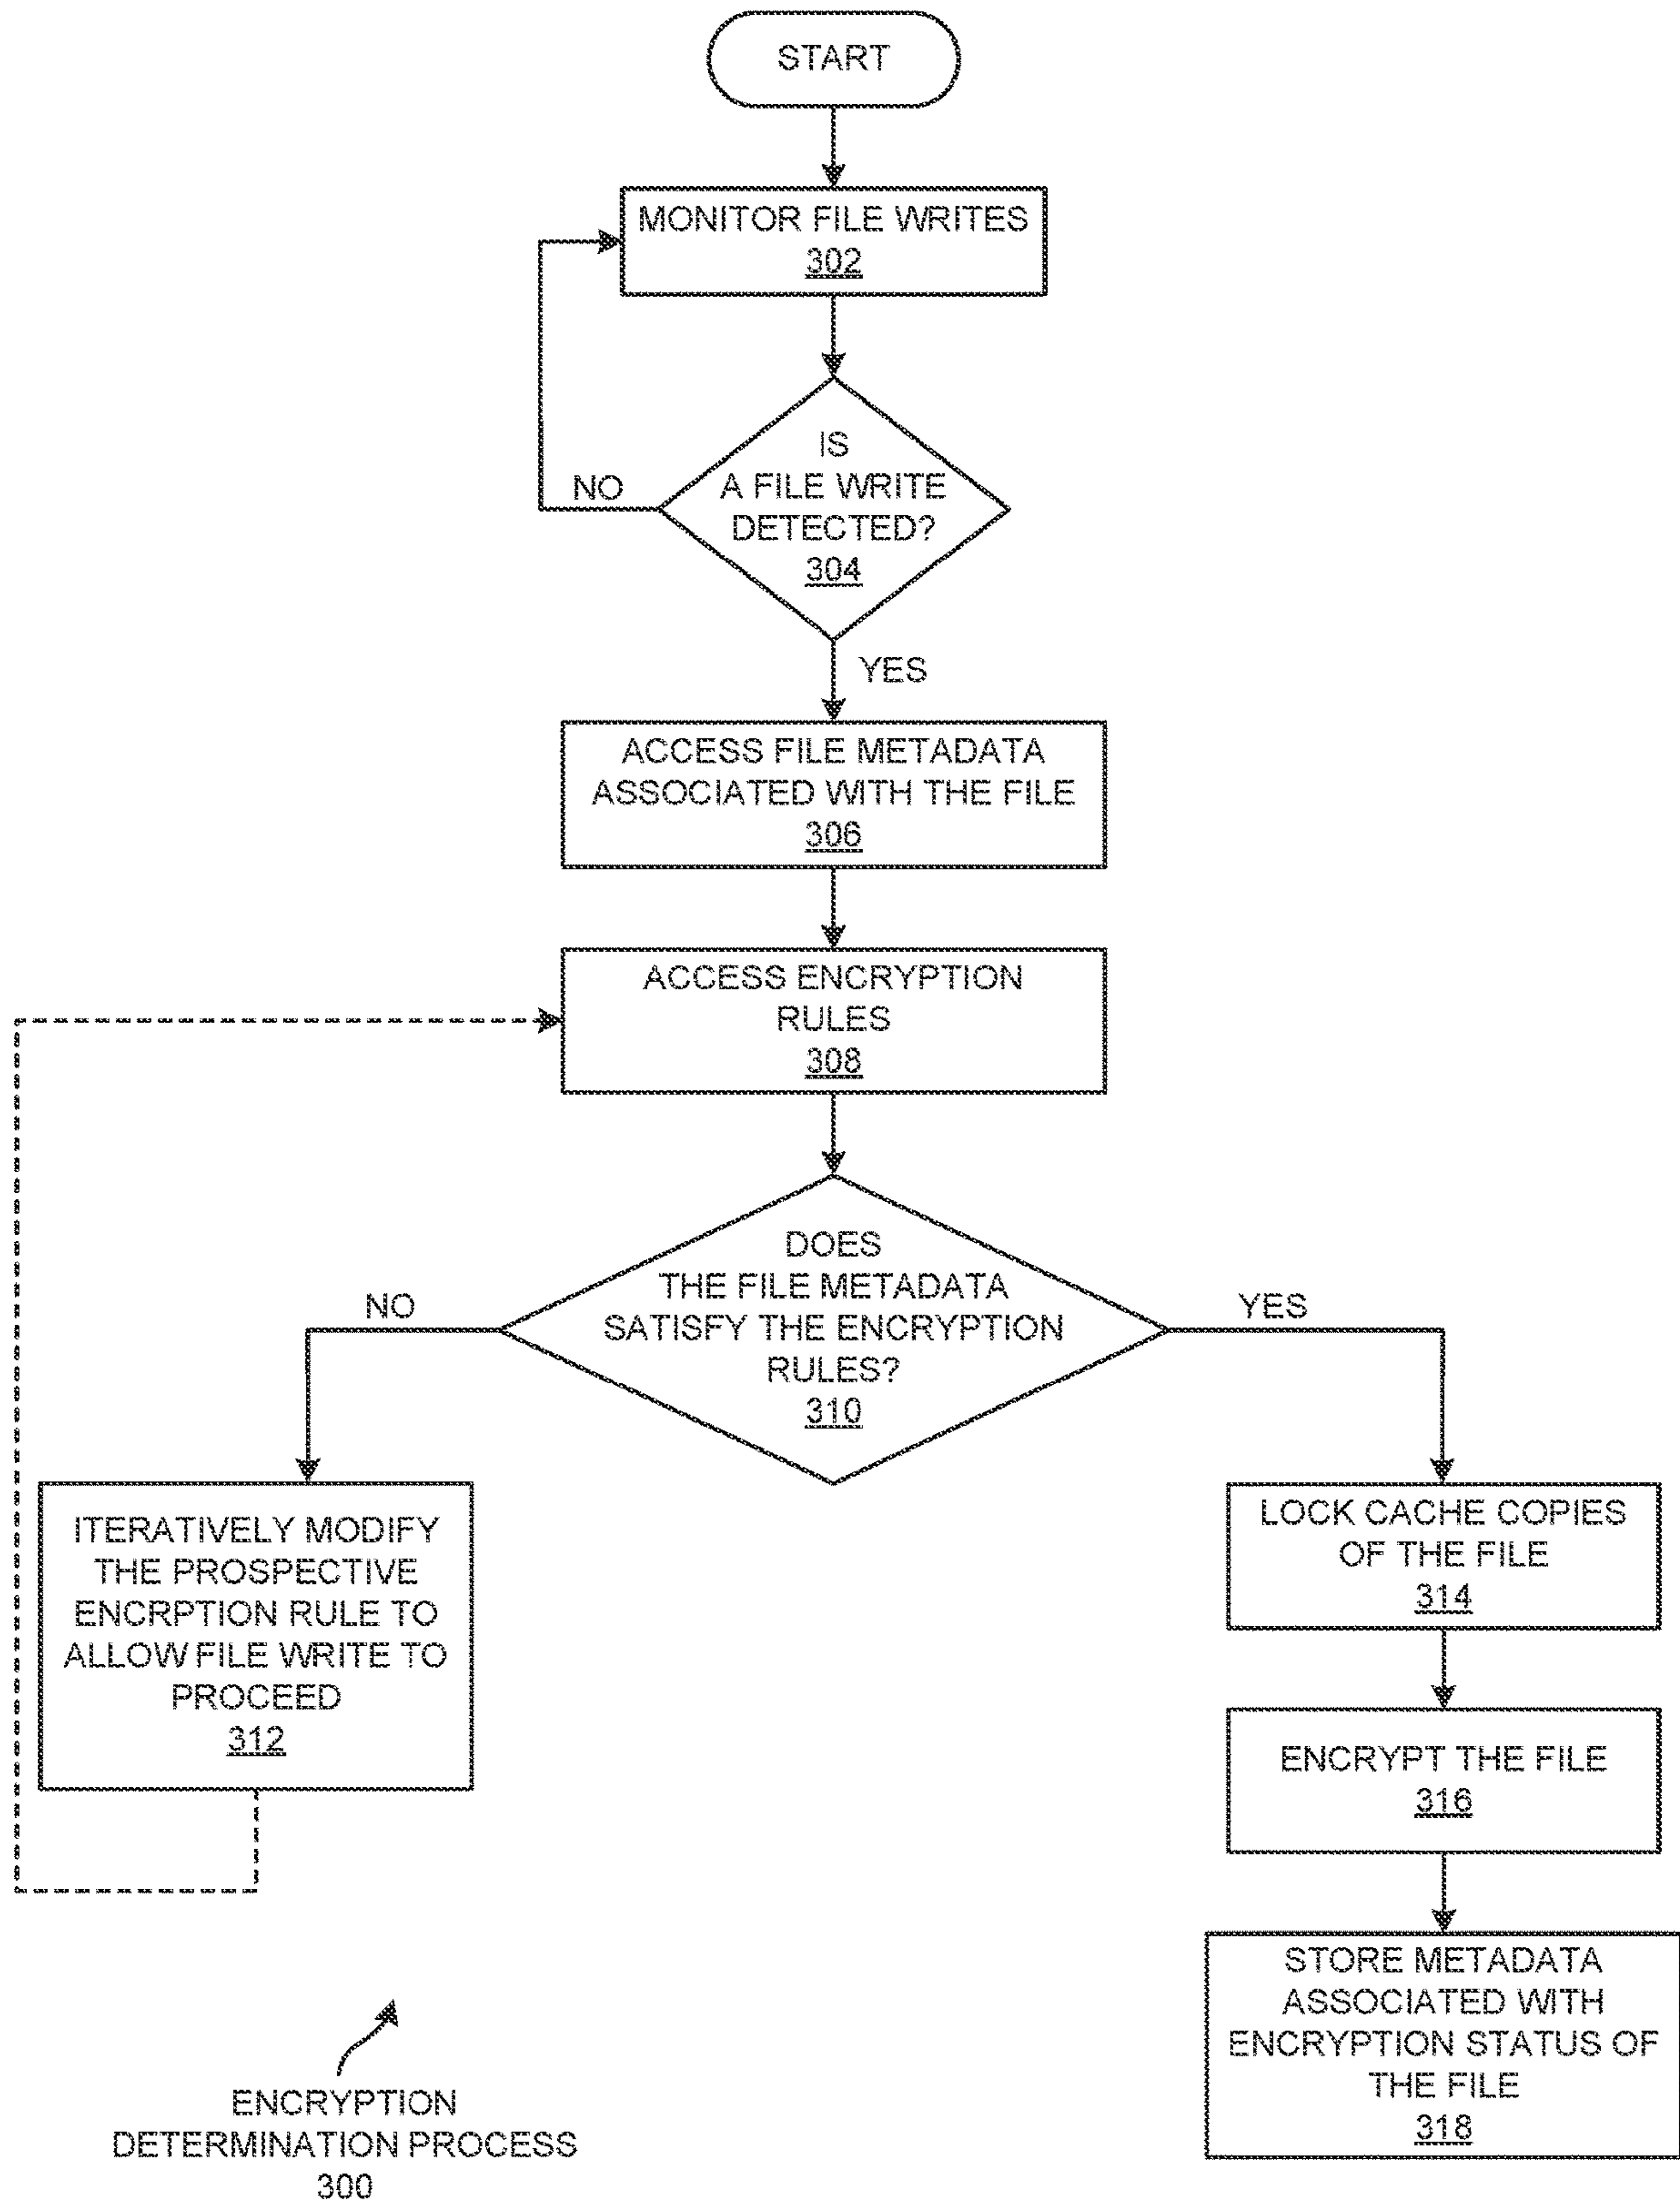 START
MONITOR FILE WRITES
302
IS
A FILE WRITE
DETECTED?
304
NO
YES
ACCESS FILE METADATA
ASSOCIATED WITH THE FILE
306
ACCESS ENCRYPTION
RULES
308
DOES
THE FILE METADATA
SATISFY THE ENCRYPTION
RULES?
310
NO
YES
ITERATIVELY MODIFY
THE PROSPECTIVE
ENCRPTION RULE TO
ALLOW FILE WRITE TO
PROCEED
312
LOCK CACHE COPIES
OF THE FILE
314
ENCRYPT THE FILE
316
STORE METADATA
ASSOCIATED WITH
ENCRYPTION STATUS OF
THE FILE
318
ENCRYPTION
DETERMINATION PROCESS
300